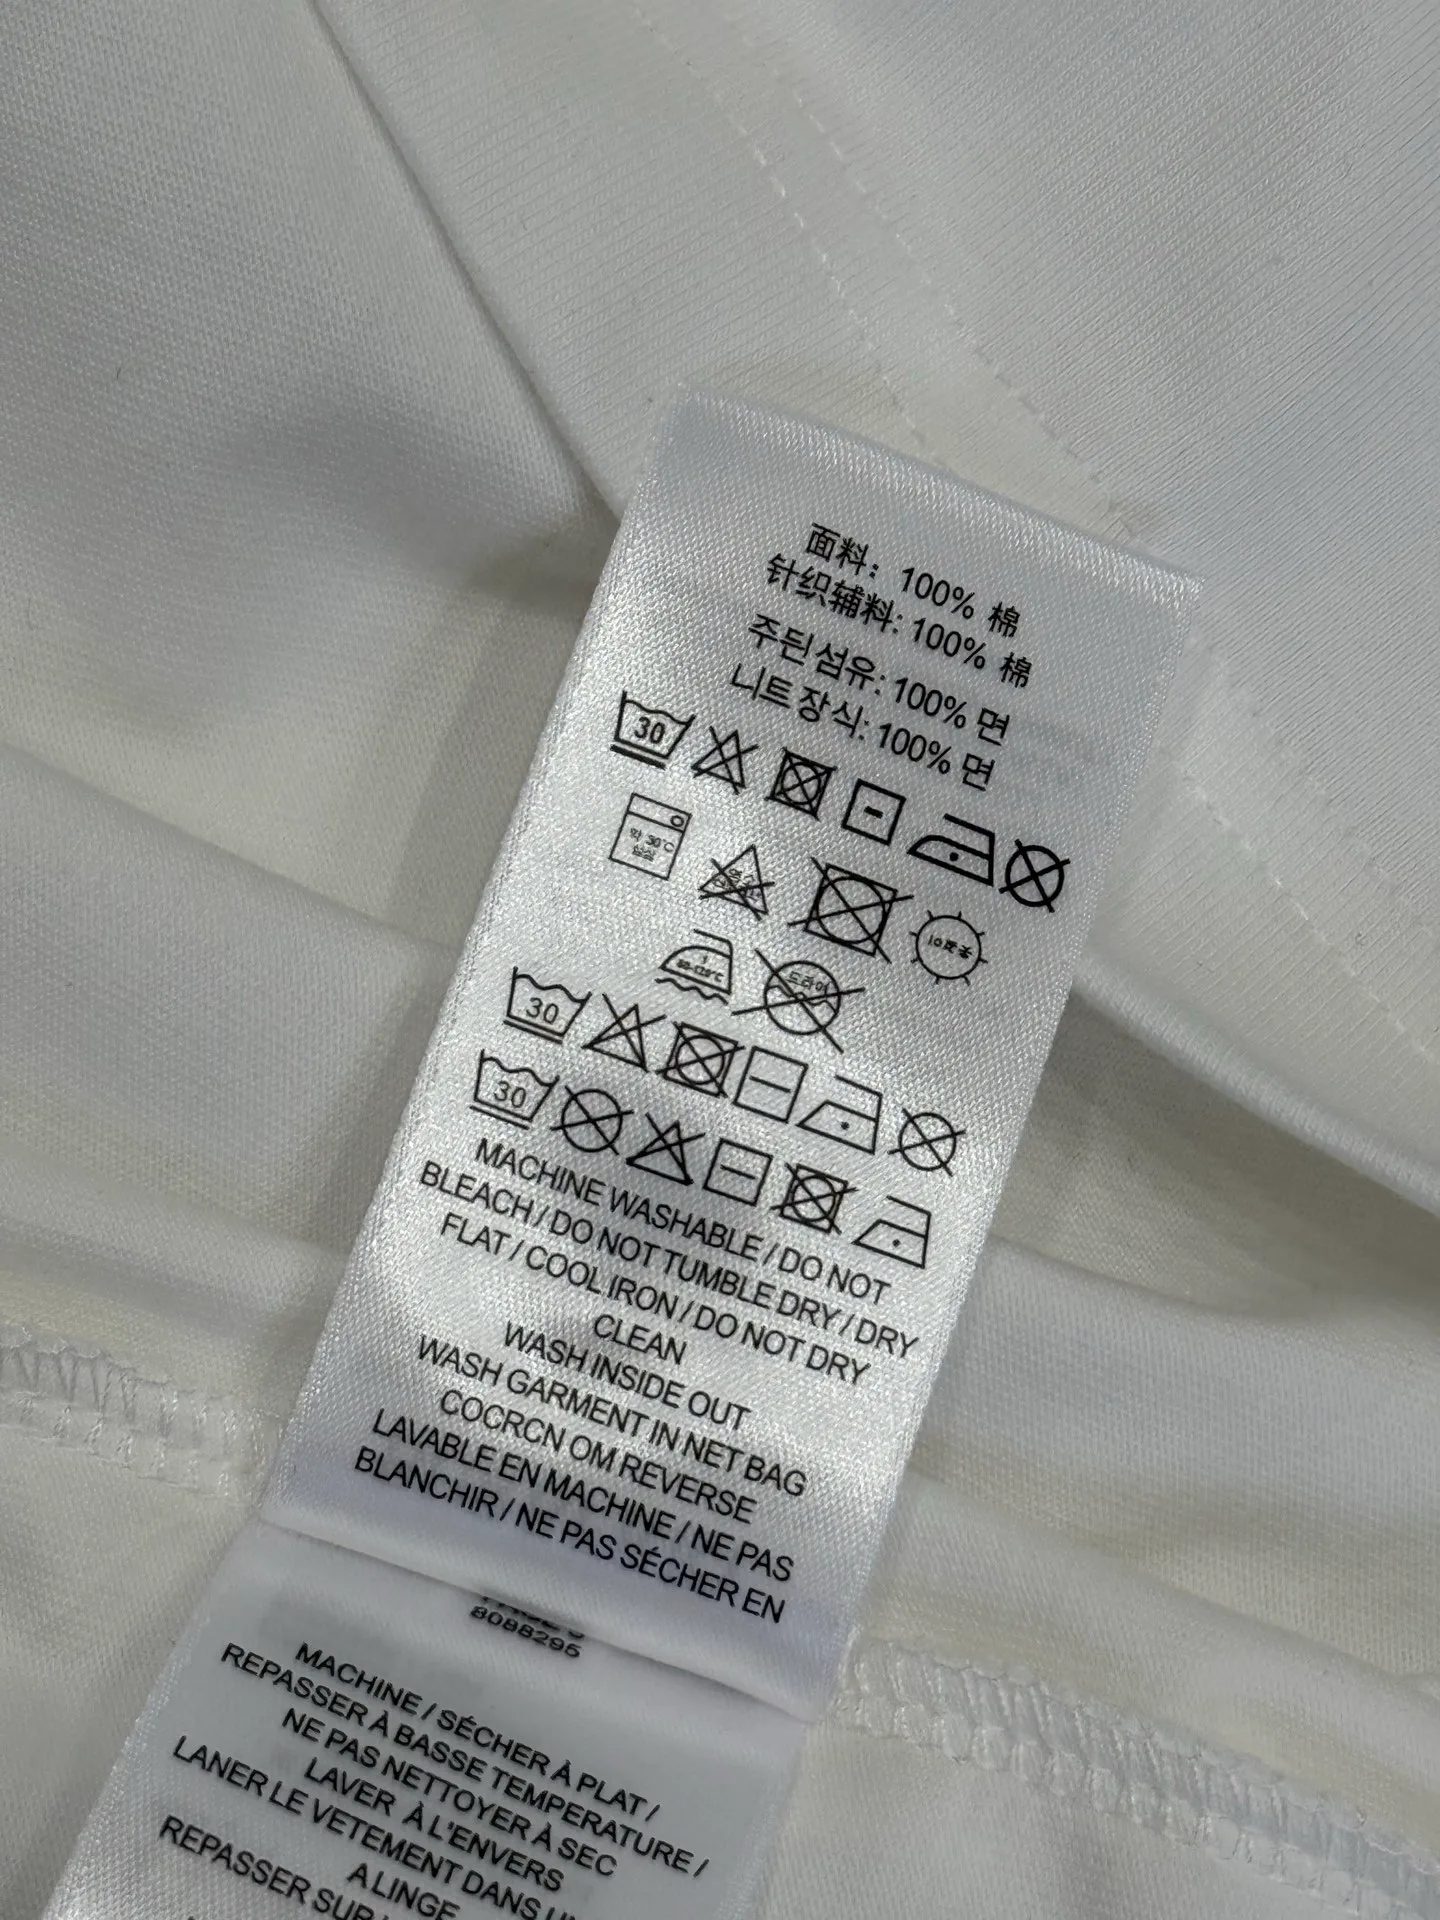 面料: 100% 棉
针织辅料: 100% 棉
주된섬유: 100% 면
니트장식: 100% 면
30
30
30
MACHINE WASHABLE / DO NOT
BLEACH / DO NOT TUMBLE DRY / DRY
FLAT / COOL IRON / DO NOT DRY
CLEAN
WASH INSIDE OUT
WASH GARMENT IN NET BAG
COCRCN OM REVERSE
LAVABLE EN MACHINE / NE PAS
BLANCHIR / NE PAS SÉCHER EN
8088295
MACHINE / SÉCHER À PLAT /
REPASSER À BASSE TEMPERATURE /
NE PAS NETTOYER À SEC
LAVER À L'ENVERS
LANER LE VETEMENT DANS
A LINGE
REPASSER SUR